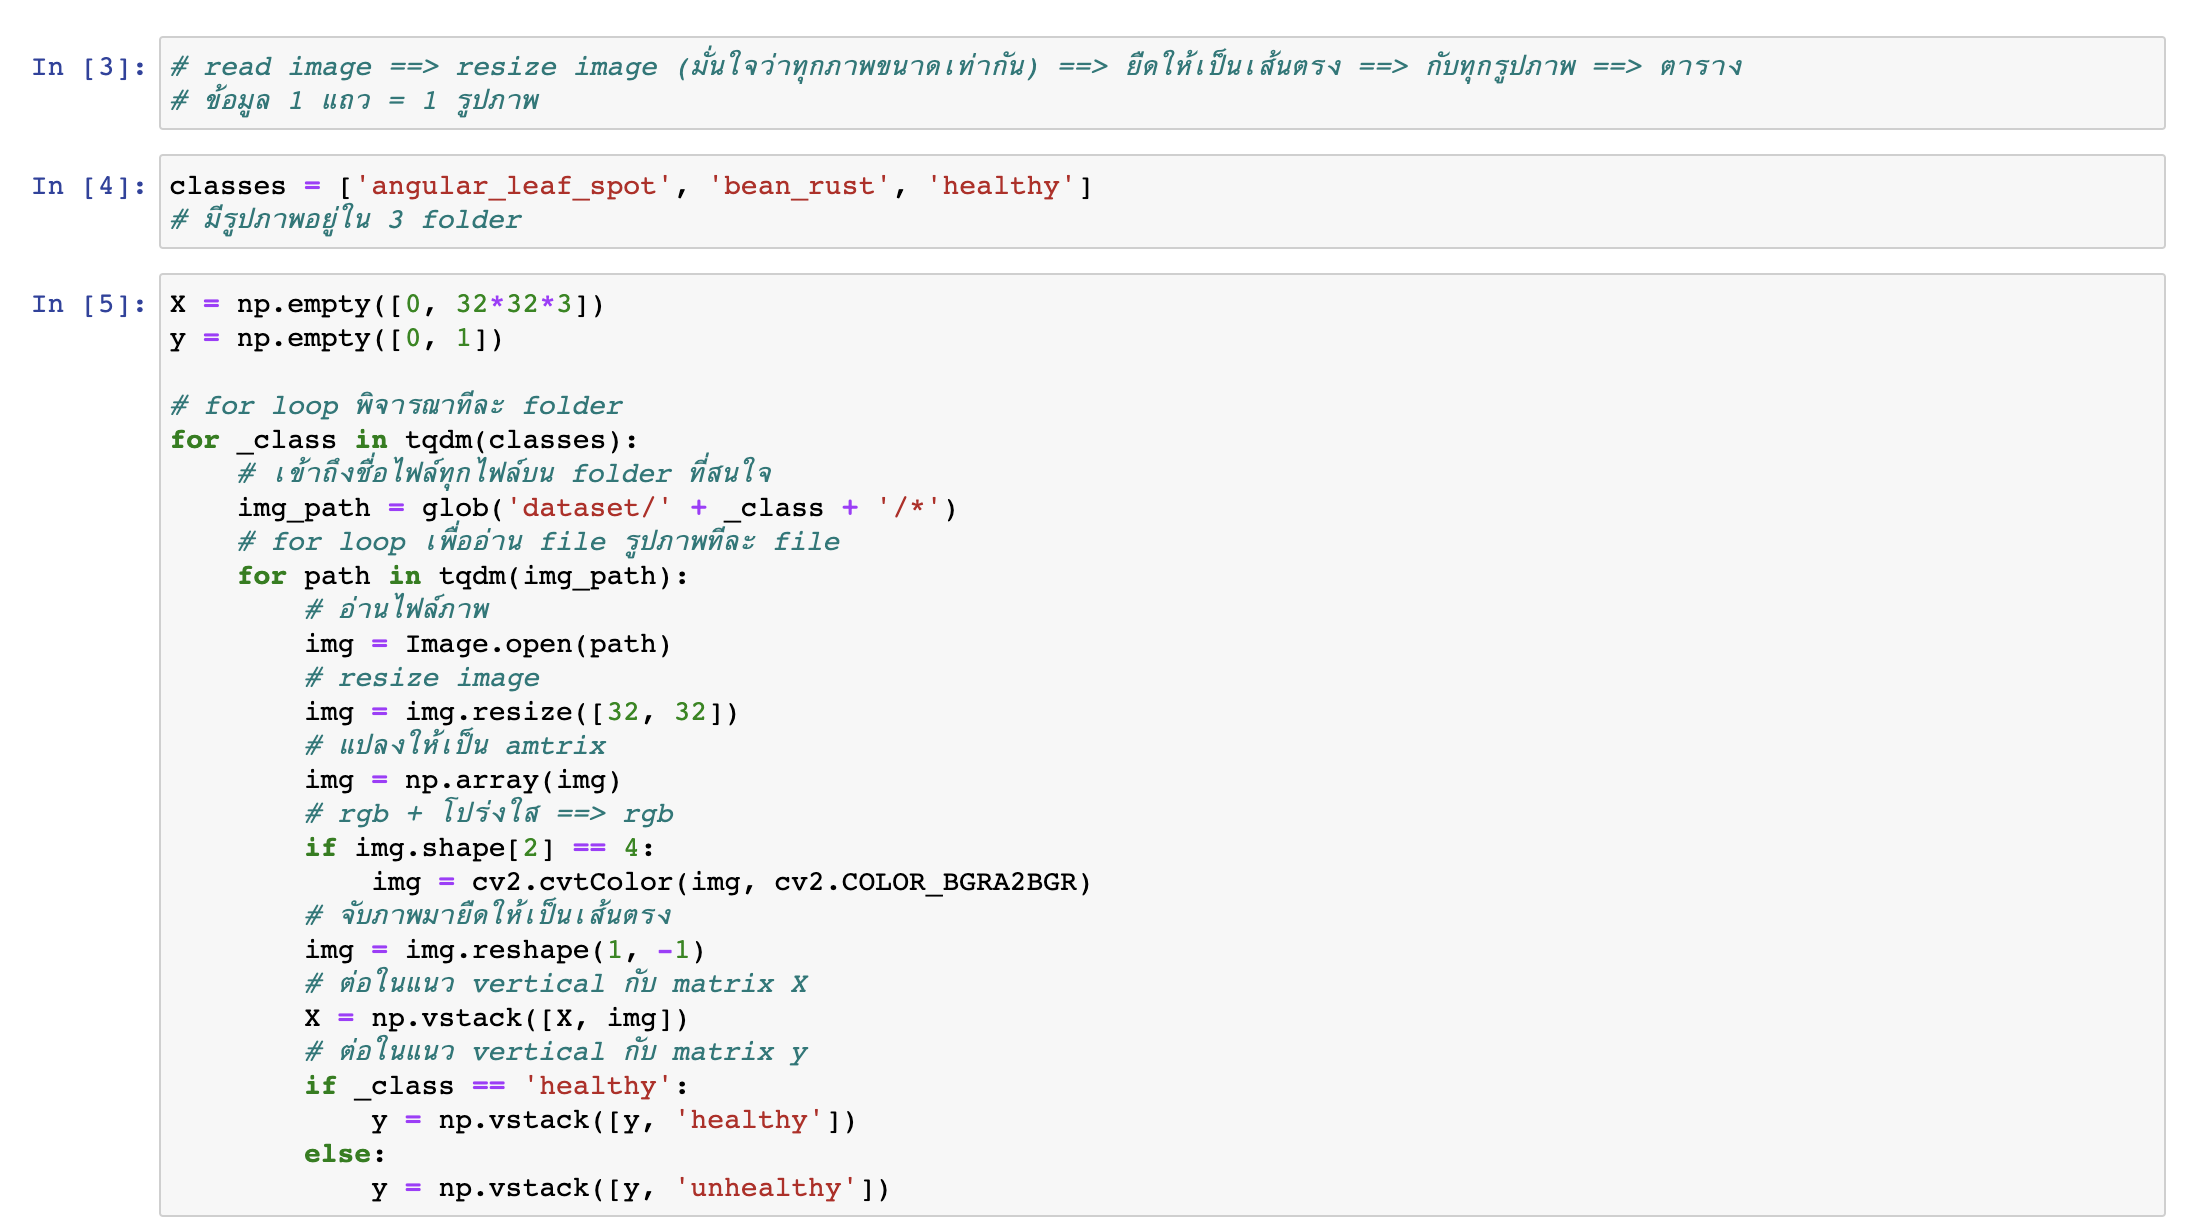 In [3]: # read image ==> resize image (มั่นใจว่าทุกภาพขนาดเท่ากัน) ==> ยืดให้เป็นเส้นตรง ==> กับทุกรูปภาพ ==> ตาราง
# ข้อมูล 1 แถว = 1 รูปภาพ
In [4]: classes = ['angular_leaf_spot', 'bean_rust', 'healthy']
# มีรูปภาพอยู่ใน 3 folder
In [5]: X = np.empty([0, 32*32*3])
y = np.empty([0, 1])

# for loop พิจารณาทีละ folder
for _class in tqdm(classes):
    # เข้าถึงชื่อไฟล์ทุกไฟล์บน folder ที่สนใจ
    img_path = glob('dataset/' + _class + '/*')
    # for loop เพื่ออ่าน file รูปภาพทีละ file
    for path in tqdm(img_path):
        # อ่านไฟล์ภาพ
        img = Image.open(path)
        # resize image
        img = img.resize([32, 32])
        # แปลงให้เป็น amtrix
        img = np.array(img)
        # rgb + โปร่งใส ==> rgb
        if img.shape[2] == 4:
            img = cv2.cvtColor(img, cv2.COLOR_BGRA2BGR)
        # จับภาพมายืดให้เป็นเส้นตรง
        img = img.reshape(1, -1)
        # ต่อในแนว vertical กับ matrix X
        X = np.vstack([X, img])
        # ต่อในแนว vertical กับ matrix y
        if _class == 'healthy':
            y = np.vstack([y, 'healthy'])
        else:
            y = np.vstack([y, 'unhealthy'])